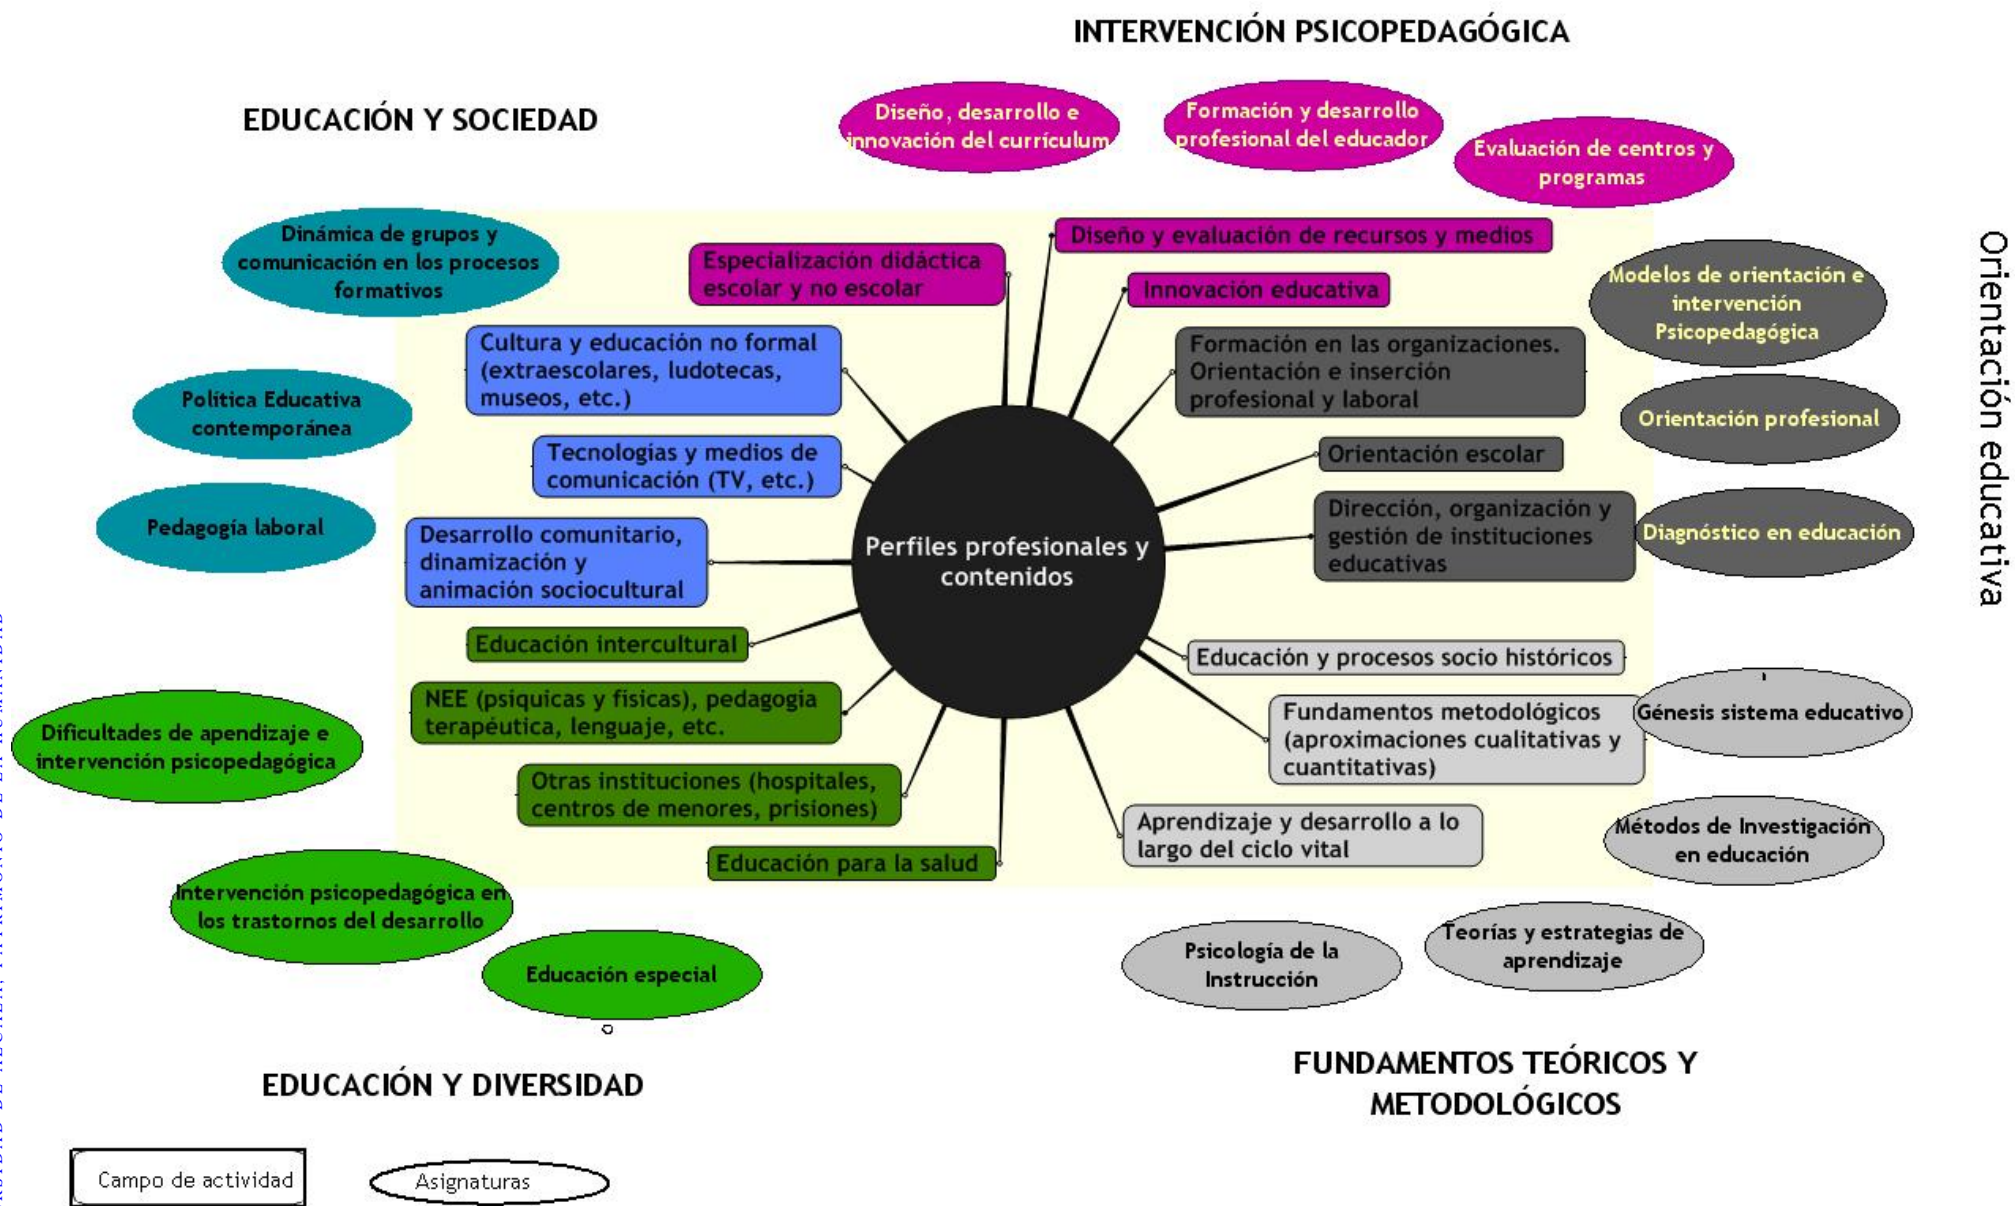 INTERVENCIÓN PSICOPEDAGÓGICA
EDUCACIÓN Y SOCIEDAD
Diseño, desarrollo e
innovación del currículum
Formación y desarrollo
profesional del educador
Evaluación de centros y
programas
Dinámica de grupos y
comunicación en los procesos
formativos
Política Educativa
contemporánea
Pedagogía laboral
Especialización didáctica
escolar y no escolar
Diseño y evaluación de recursos y medios
Innovación educativa
Cultura y educación no formal
(extraescolares, ludotecas,
museos, etc.)
Tecnologías y medios de
comunicación (TV, etc.)
Desarrollo comunitario,
dinamización y
animación sociocultural
Formación en las organizaciones.
Orientación e inserción
profesional y laboral
Orientación escolar
Dirección, organización y
gestión de instituciones
educativas
Modelos de orientación e
intervención
Psicopedagógica
Orientación profesional
Diagnóstico en educación
Orientación educativa
Perfiles profesionales y
contenidos
Educación intercultural
NEE (psíquicas y físicas), pedagogía
terapéutica, lenguaje, etc.
Otras instituciones (hospitales,
centros de menores, prisiones)
Educación para la salud
Educación y procesos socio históricos
Fundamentos metodológicos
(aproximaciones cualitativas y
cuantitativas)
Aprendizaje y desarrollo a lo
largo del ciclo vital
Génesis sistema educativo
Métodos de Investigación
en educación
Teorías y estrategias de
aprendizaje
Psicología de la
Instrucción
Dificultades de apendizaje e
intervención psicopedagógica
Intervención psicopedagógica en
los trastornos del desarrollo
Educación especial
EDUCACIÓN Y DIVERSIDAD
FUNDAMENTOS TEÓRICOS Y
METODOLÓGICOS
Campo de actividad
Asignaturas